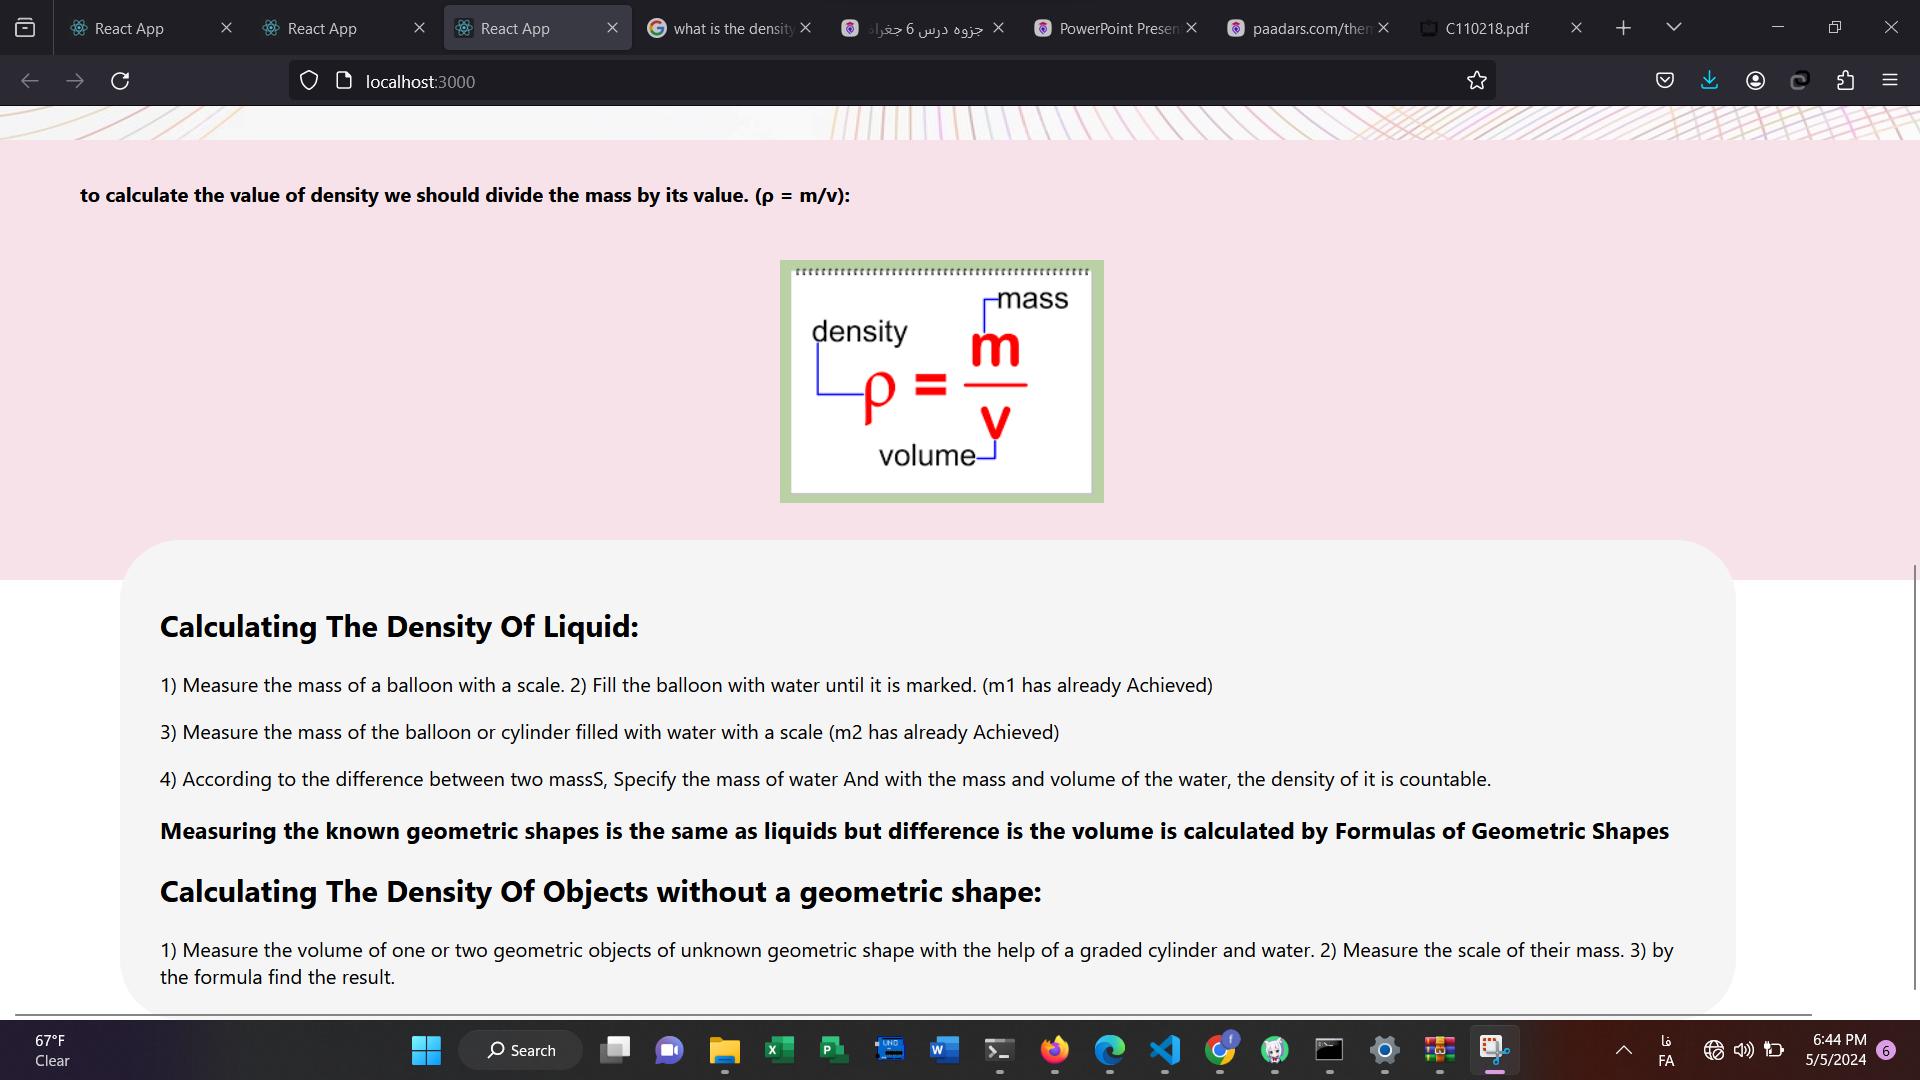 React App
React App
React App
what is the density
جزوه درس 6 جغراف
PowerPoint Presen
paadars.com/then
C110218.pdf
localhost:3000
to calculate the value of density we should divide the mass by its value. (ρ = m/v):
mass
density
m
ρ =
v
volume
Calculating The Density Of Liquid:
1) Measure the mass of a balloon with a scale. 2) Fill the balloon with water until it is marked. (m1 has already Achieved)
3) Measure the mass of the balloon or cylinder filled with water with a scale (m2 has already Achieved)
4) According to the difference between two massS, Specify the mass of water And with the mass and volume of the water, the density of it is countable.
Measuring the known geometric shapes is the same as liquids but difference is the volume is calculated by Formulas of Geometric Shapes
Calculating The Density Of Objects without a geometric shape:
1) Measure the volume of one or two geometric objects of unknown geometric shape with the help of a graded cylinder and water. 2) Measure the scale of their mass. 3) by
the formula find the result.
67°F
Clear
Search
فا
FA
6:44 PM
5/5/2024
6